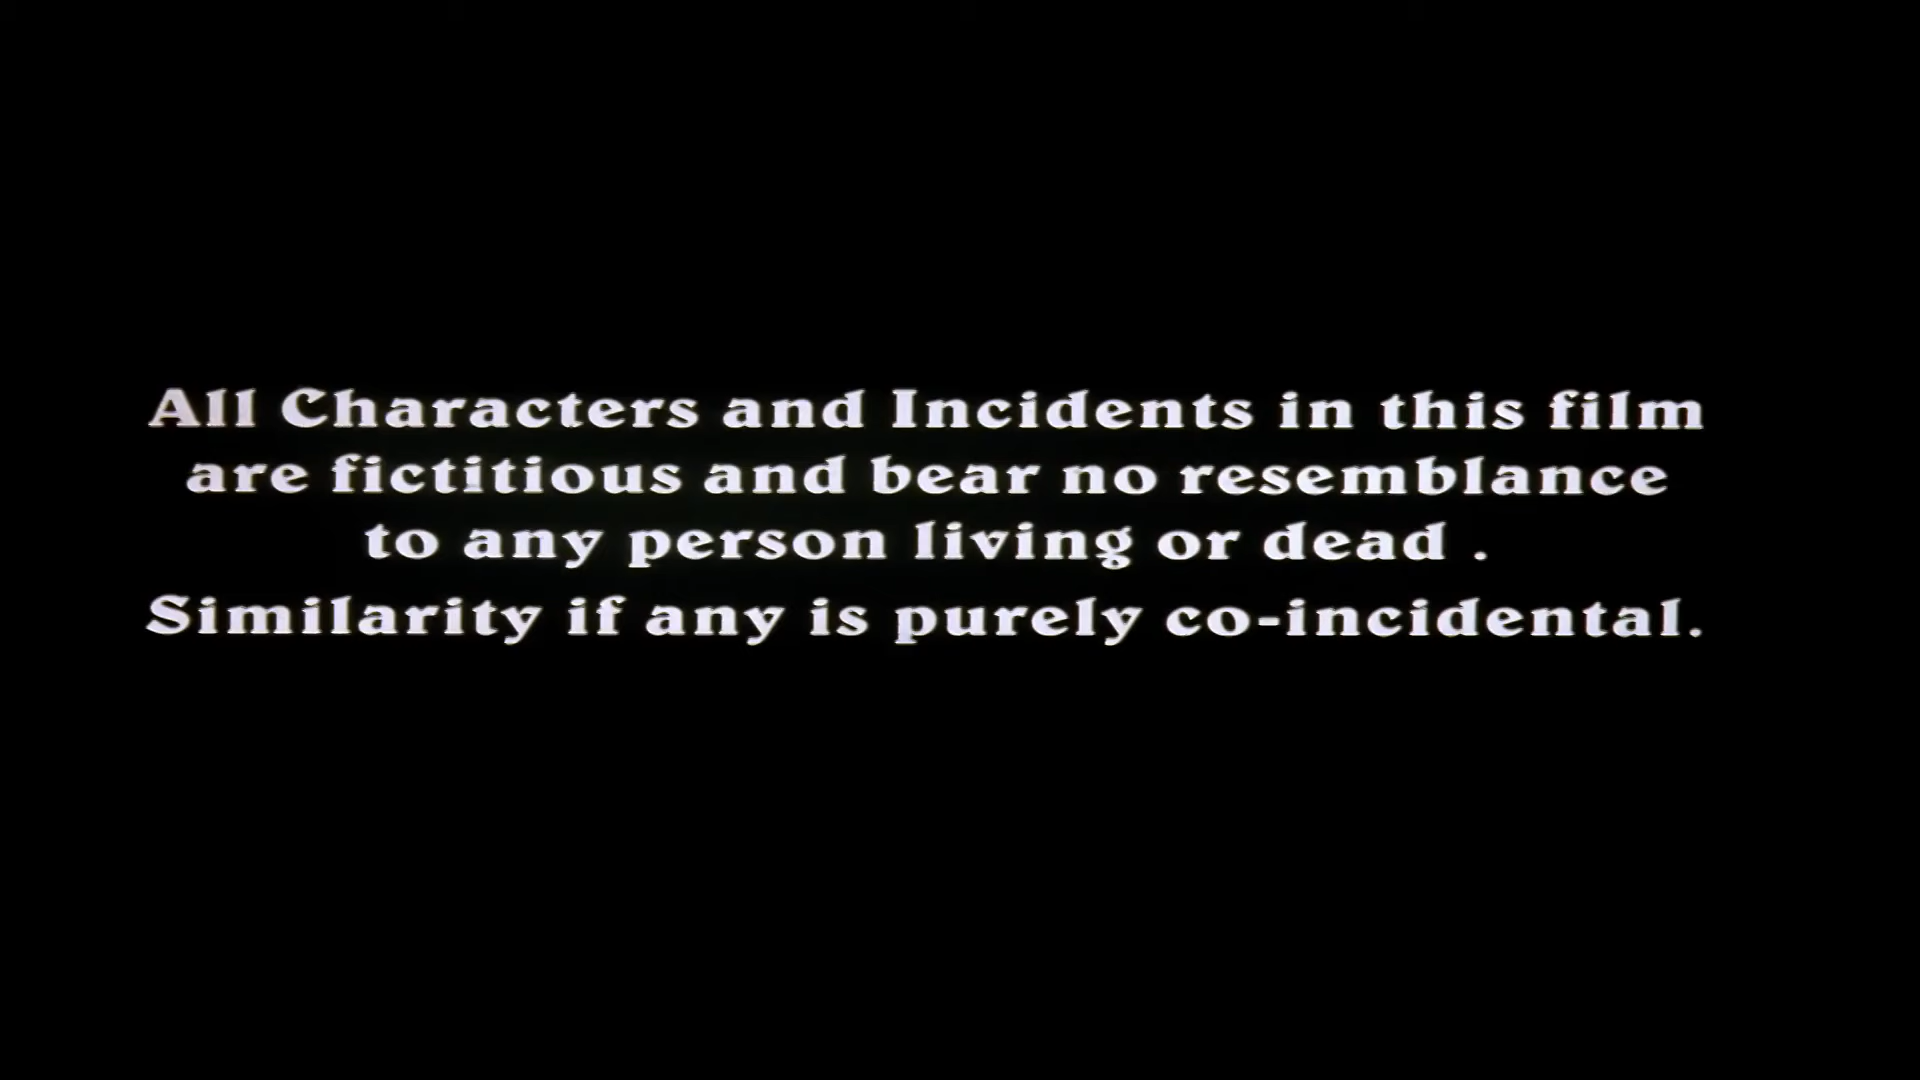 All Characters and Incidents in this film
are fictitious and bear no resemblance
to any person living or dead .
Similarity if any is purely co-incidental.